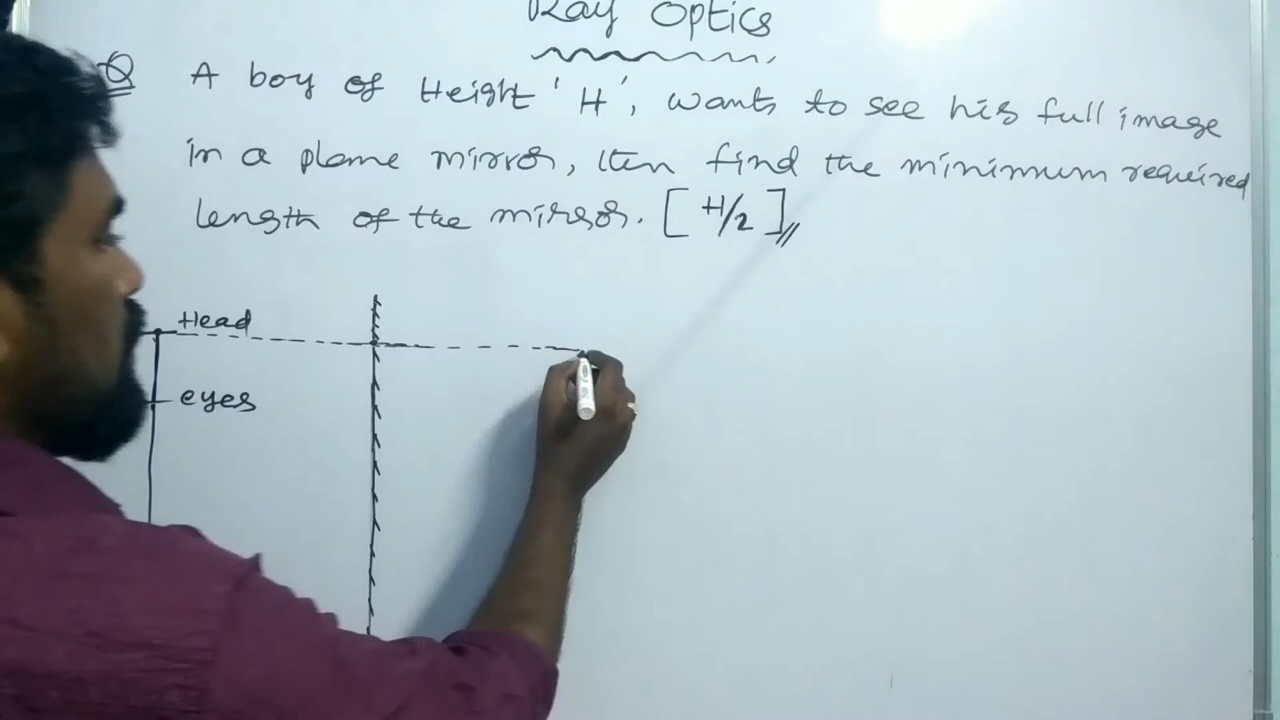 Ray Optics
Q A boy of Height 'H', wants to see his full image
in a plane mirror, then find the minimum required
length of the mirror. [H/2]
Head
eyes